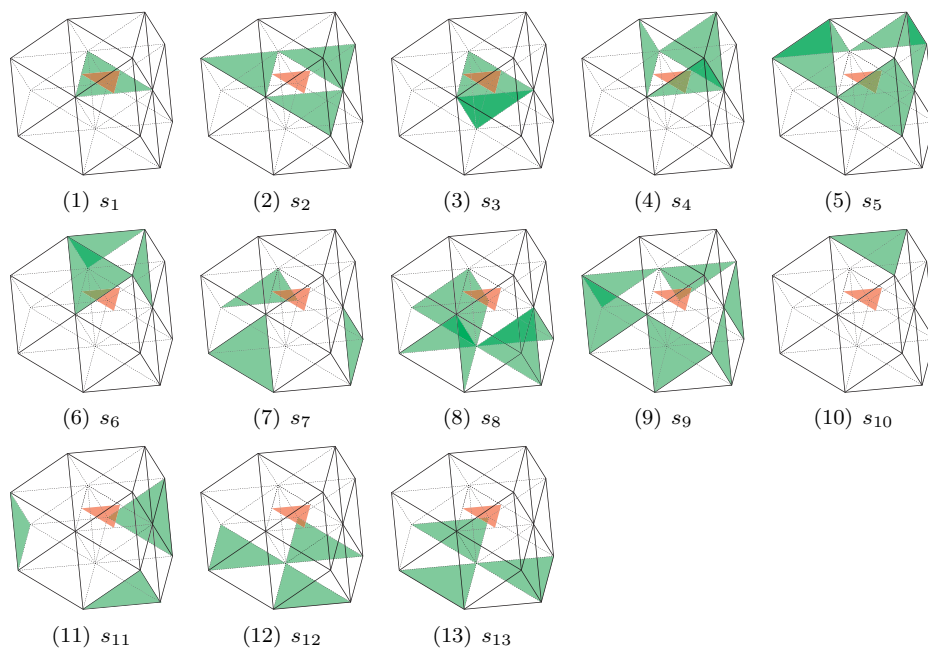 (1) s₁ (2) s₂ (3) s₃ (4) s₄ (5) s₅
(6) s₆ (7) s₇ (8) s₈ (9) s₉ (10) s₁₀
(11) s₁₁ (12) s₁₂ (13) s₁₃